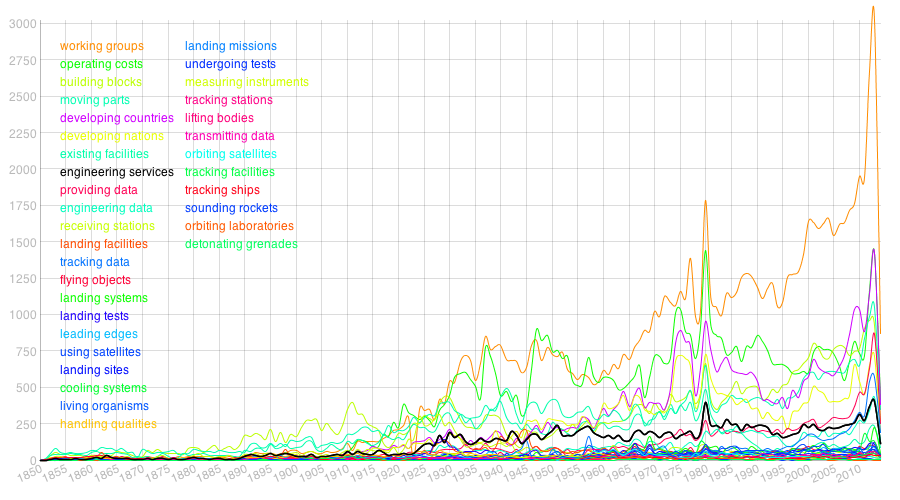 3000
2750
2500
2250
2000
1750
1500
1250
1000
750
500
250
0
working groups
operating costs
building blocks
moving parts
developing countries
developing nations
existing facilities
engineering services
providing data
engineering data
receiving stations
landing facilities
tracking data
flying objects
landing systems
landing tests
leading edges
using satellites
landing sites
cooling systems
living organisms
handling qualities
landing missions
undergoing tests
measuring instruments
tracking stations
lifting bodies
transmitting data
orbiting satellites
tracking facilities
tracking ships
sounding rockets
orbiting laboratories
detonating grenades
1850 1855 1860 1865 1870 1875 1880 1885 1890 1895 1900 1905 1910 1915 1920 1925 1930 1935 1940 1945 1950 1955 1960 1965 1970 1975 1980 1985 1990 1995 2000 2005 2010